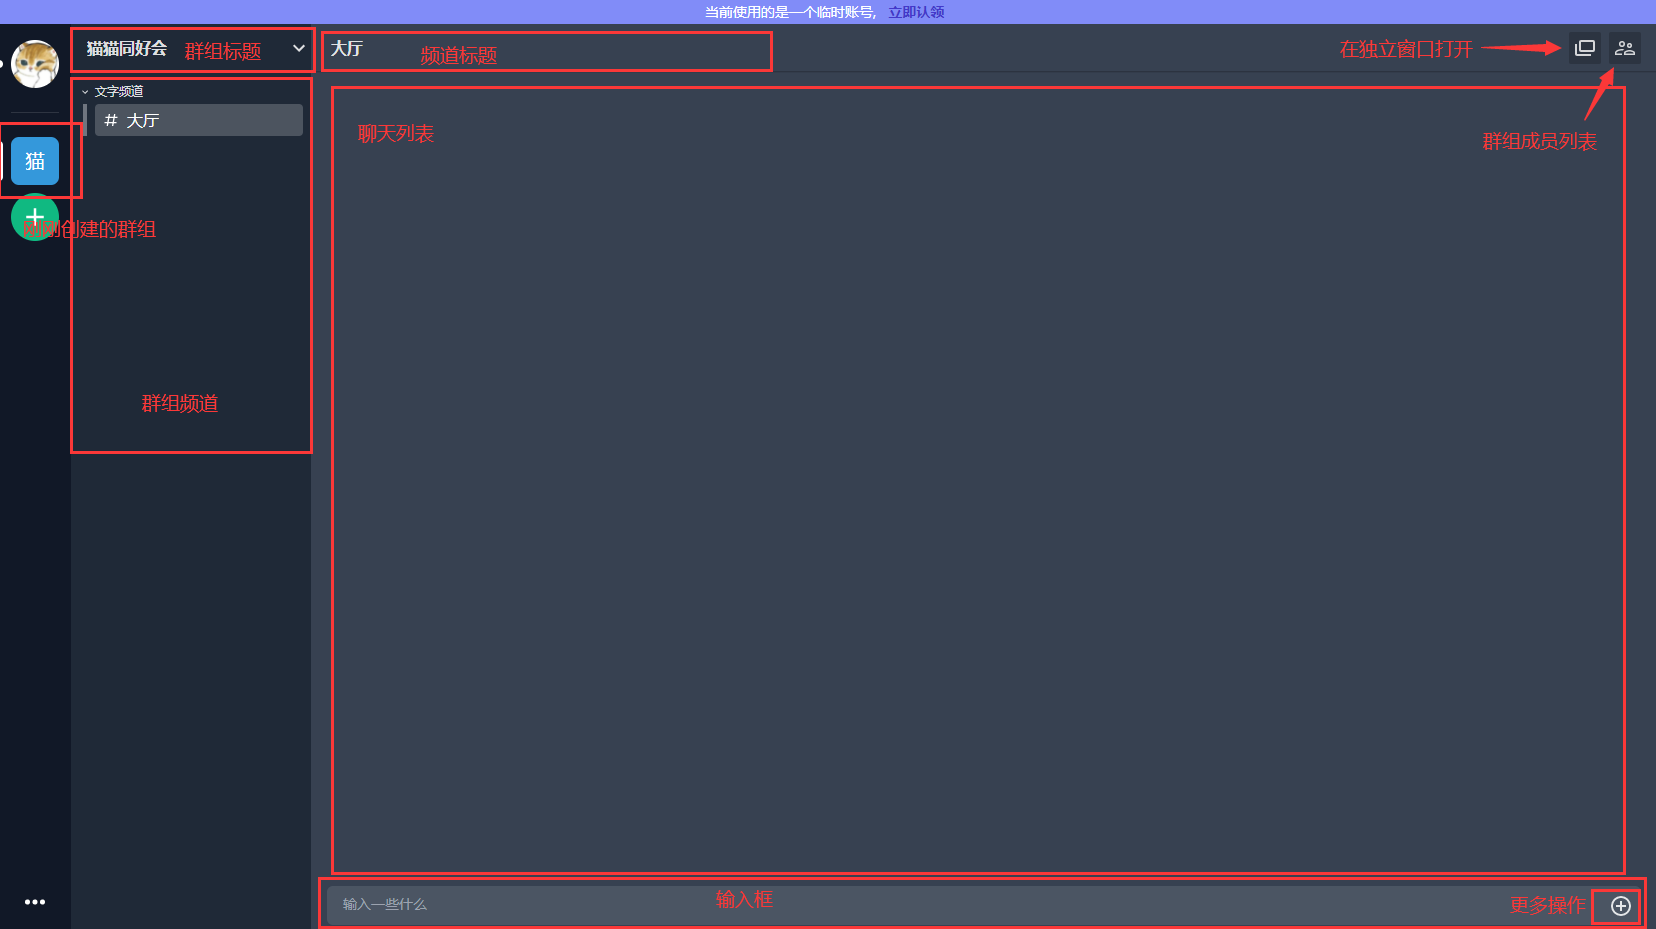 当前使用的是一个临时账号， 立即认领
猫猫同好会 群组标题
大厅 频道标题
在独立窗口打开
文字频道
# 大厅
聊天列表
群组成员列表
猫
刚刚创建的群组
群组频道
输入一些什么 输入框 更多操作